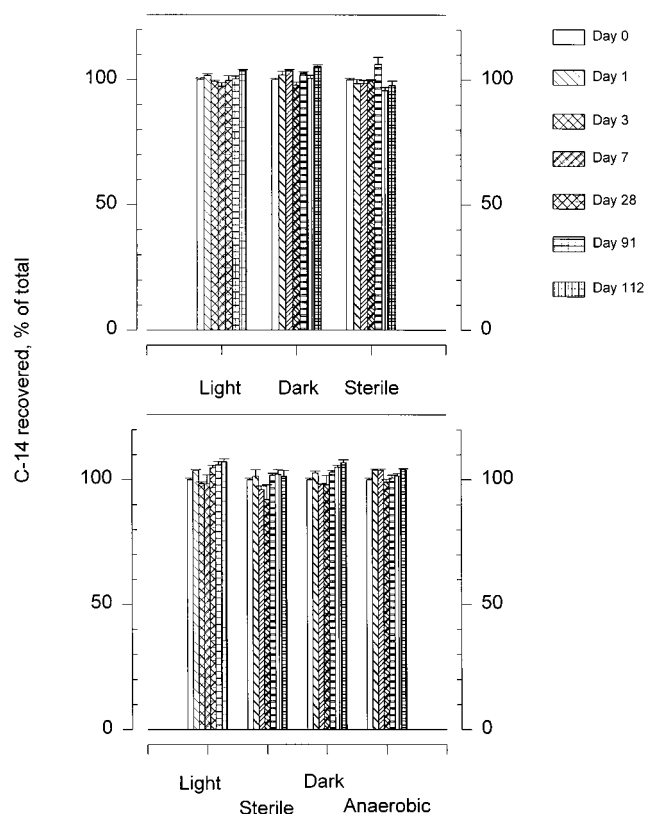 100
50
0
100
50
0
Light Dark Sterile
Day 0
Day 1
Day 3
Day 7
Day 28
Day 91
Day 112
C-14 recovered, % of total
100
50
0
100
50
0
Light Dark
Sterile Anaerobic